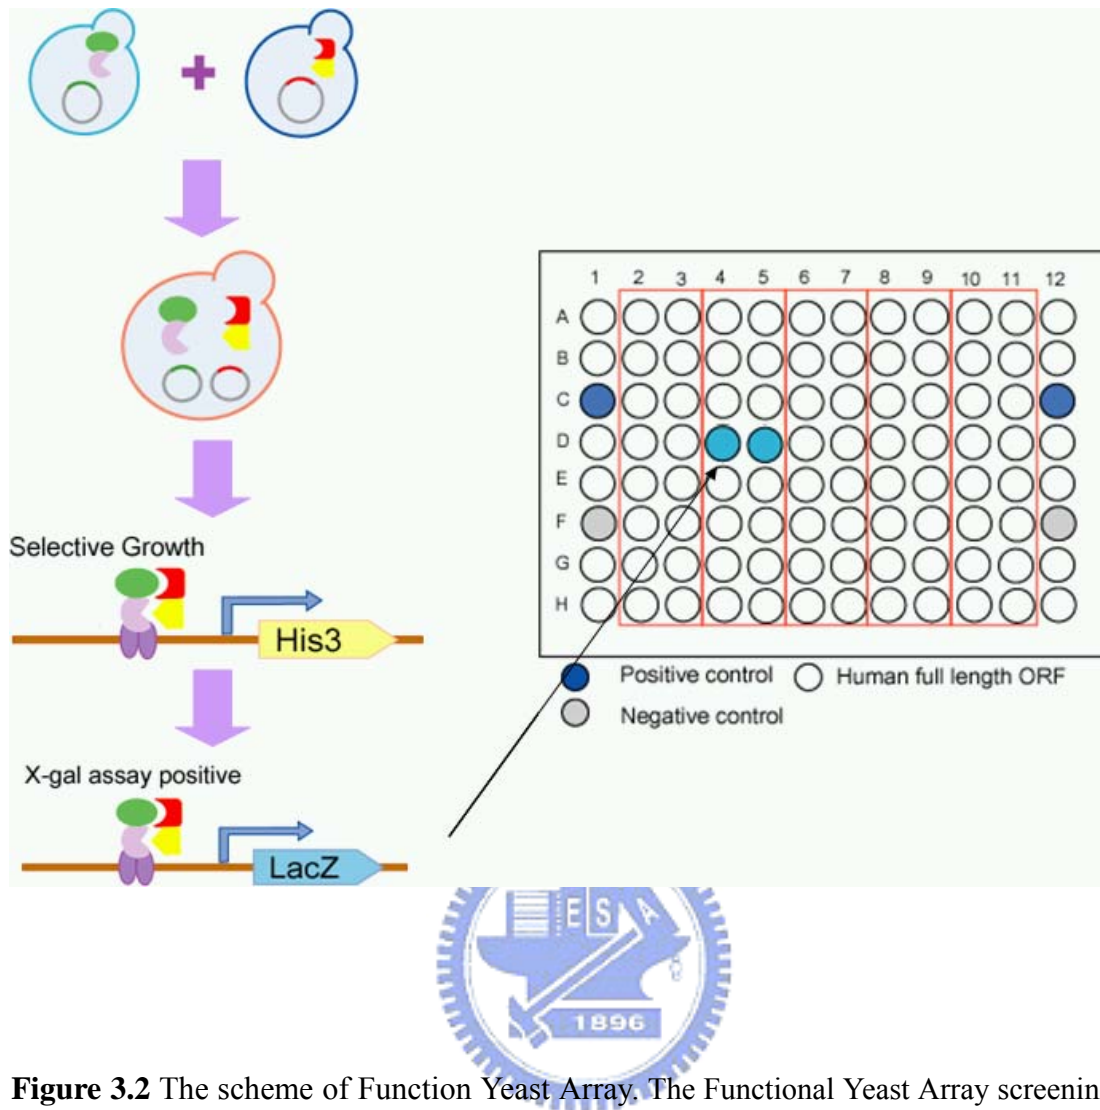 Selective Growth
His3
X-gal assay positive
LacZ
1 2 3 4 5 6 7 8 9 10 11 12
A
B
C
D
E
F
G
H
Positive control
Human full length ORF
Negative control
E S A
1896
Figure 3.2 The scheme of Function Yeast Array. The Functional Yeast Array screenin